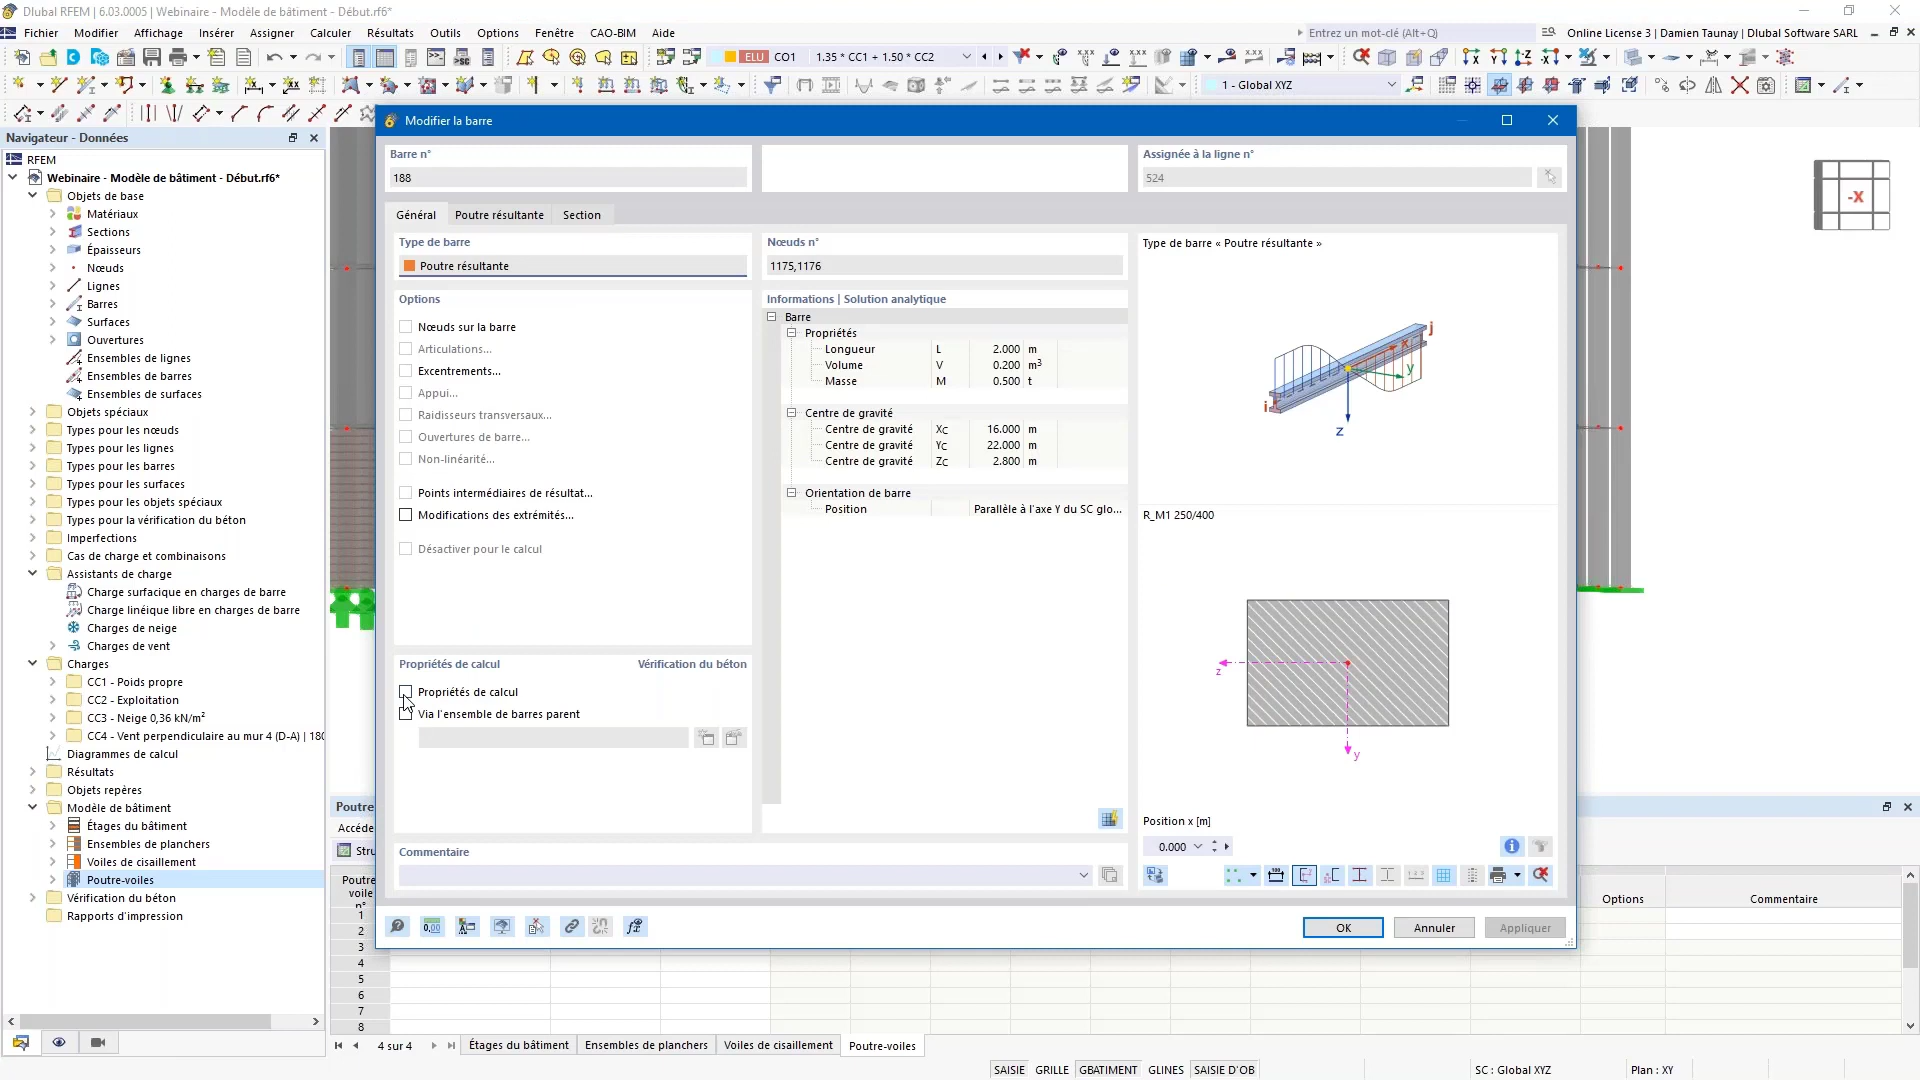 Dlubal RFEM | 6.03.0005 | Webinaire - Modèle de bâtiment - Début.rf6*
Fichier Modifier Affichage Insérer Assigner Calculer Résultats Outils Options Fenêtre CAO-BIM Aide
Entrez un mot-clé (Alt+Q)
Online License 3 | Damien Taunay | Dlubal Software SARL
ELU CO1 1.35 * CC1 + 1.50 * CC2
1 - Global XYZ
Navigateur - Données
RFEM
Webinaire - Modèle de bâtiment - Début.rf6*
Objets de base
Matériaux
Sections
Épaisseurs
Nœuds
Lignes
Barres
Surfaces
Ouvertures
Ensembles de lignes
Ensembles de barres
Ensembles de surfaces
Objets spéciaux
Types pour les nœuds
Types pour les lignes
Types pour les barres
Types pour les surfaces
Types pour les objets spéciaux
Types pour la vérification du béton
Imperfections
Cas de charge et combinaisons
Assistants de charge
Charge surfacique en charges de barre
Charge linéique libre en charges de barre
Charges de neige
Charges de vent
Charges
CC1 - Poids propre
CC2 - Exploitation
CC3 - Neige 0,36 kN/m²
CC4 - Vent perpendiculaire au mur 4 (D-A) | 180
Diagrammes de calcul
Résultats
Objets repères
Modèle de bâtiment
Étages du bâtiment
Ensembles de planchers
Voiles de cisaillement
Poutre-voiles
Vérification du béton
Rapports d'impression
Modifier la barre
Barre n°
188
Assignée à la ligne n°
524
Général Poutre résultante Section
Type de barre
Poutre résultante
Options
Nœuds sur la barre
Articulations...
Excentrements...
Appui...
Raidisseurs transversaux...
Ouvertures de barre...
Non-linéarité...
Points intermédiaires de résultat...
Modifications des extrémités...
Désactiver pour le calcul
Propriétés de calcul Vérification du béton
Propriétés de calcul
Via l'ensemble de barres parent
Commentaire
Nœuds n°
1175,1176
Informations | Solution analytique
Barre
Propriétés
Longueur L 2.000 m
Volume V 0.200 m3
Masse M 0.500 t
Centre de gravité
Centre de gravité XC 16.000 m
Centre de gravité YC 22.000 m
Centre de gravité ZC 2.800 m
Orientation de barre
Position Parallèle à l'axe Y du SC glo...
Type de barre « Poutre résultante »
i j x y z
R_M1 250/400
z
y
Position x [m]
0.000
OK Annuler Appliquer
-X
Poutre
Accéde
Stru
Poutre
voile
n°
Options Commentaire
1
2
3
4
5
6
7
8
4 sur 4 Étages du bâtiment Ensembles de planchers Voiles de cisaillement Poutre-voiles
SAISIE GRILLE GBATIMENT GLINES SAISIE D'OB
SC : Global XYZ Plan : XY